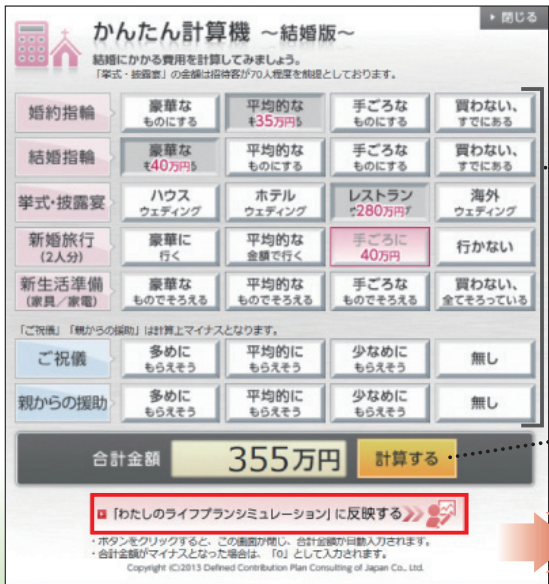 閉じる
かんたん計算機 ～結婚版～
結婚にかかる費用を計算してみましょう。
「挙式・披露宴」の金額は招待客が70人程度を前提としております。
婚約指輪 豪華なものにする 平均的な 35万円 手ごろなものにする 買わない、すでにある
結婚指輪 豪華な 40万円 平均的なものにする 手ごろなものにする 買わない、すでにある
挙式・披露宴 ハウスウェディング ホテルウェディング レストラン 280万円 海外ウェディング
新婚旅行(2人分) 豪華に行く 平均的な金額で行く 手ごろに 40万円 行かない
新生活準備(家具／家電) 豪華なものでそろえる 平均的なものでそろえる 手ごろなものでそろえる 買わない、全てそろっている
「ご祝儀」「親からの援助」は計算上マイナスとなります。
ご祝儀 多めにもらえそう 平均的にもらえそう 少なめにもらえそう 無し
親からの援助 多めにもらえそう 平均的にもらえそう 少なめにもらえそう 無し
合計金額 355万円 計算する
「わたしのライフプランシミュレーション」に反映する
・ボタンをクリックすると、この画面が閉じ、合計金額が自動入力されます。
・合計金額がマイナスとなった場合は、「0」として入力されます。
Copyright (C)2013 Defined Contribution Plan Consulting of Japan Co., Ltd.